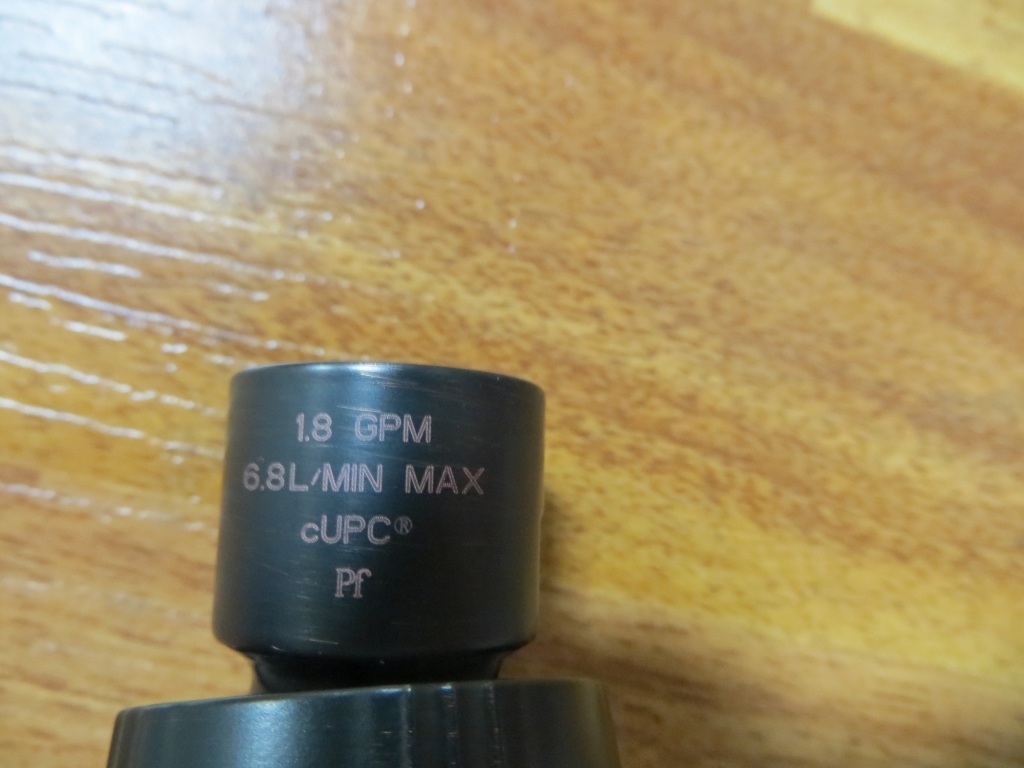 1.8 GPM
6.8L/MIN MAX
cUPC®
Pf